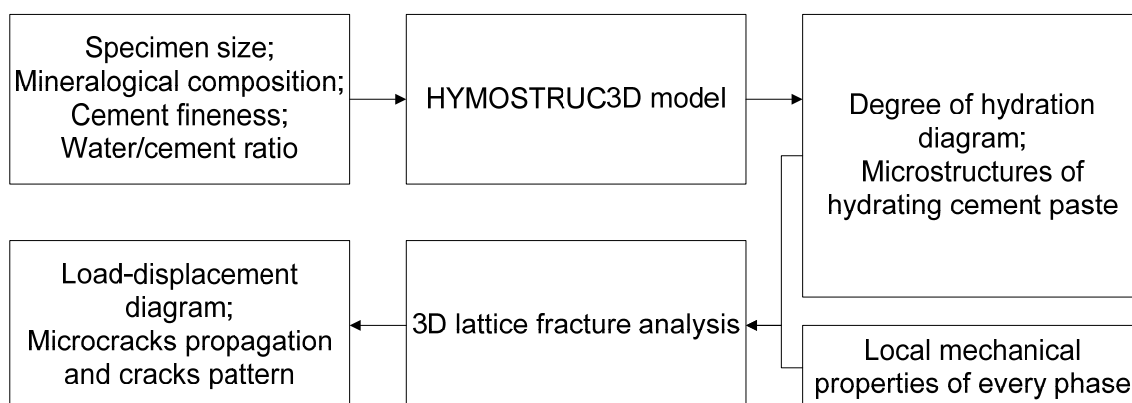 Specimen size;
Mineralogical composition;
Cement fineness;
Water/cement ratio
HYMOSTRUC3D model
Degree of hydration
diagram;
Microstructures of
hydrating cement paste
Load-displacement
diagram;
Microcracks propagation
and cracks pattern
3D lattice fracture analysis
Local mechanical
properties of every phase